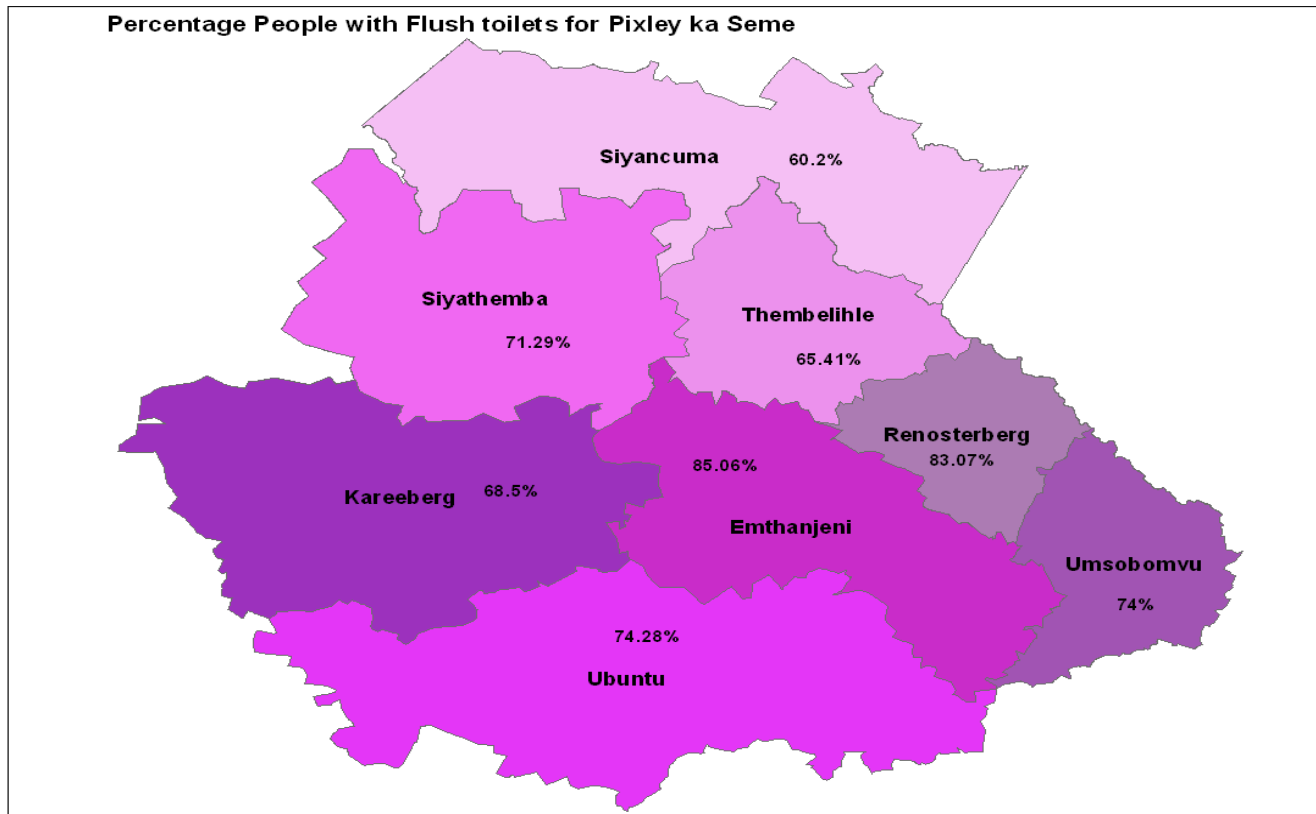 Percentage People with Flush toilets for Pixley ka Seme
Siyancuma
60.2%
Siyathemba
71.29%
Thembelihle
65.41%
Renosterberg
83.07%
Kareeberg
68.5%
85.06%
Emthanjeni
Umsobomvu
74%
74.28%
Ubuntu